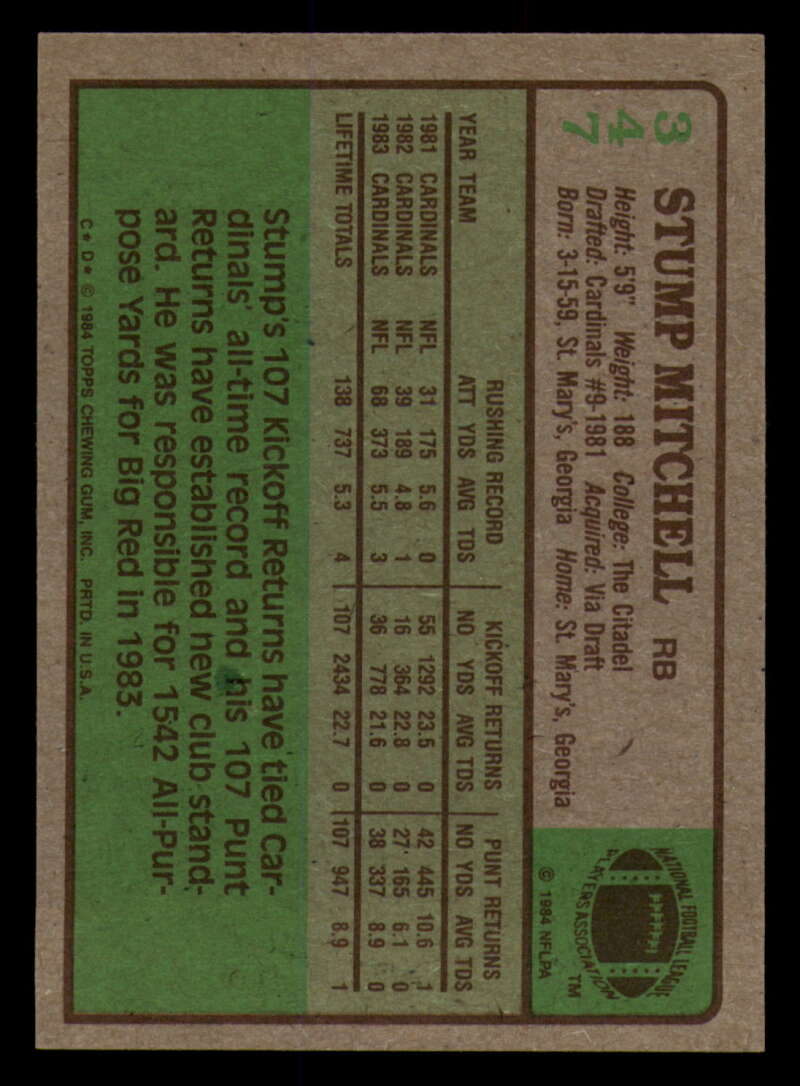 347
STUMP MITCHELL RB
Height: 5'9" Weight: 188 College: The Citadel
Drafted: Cardinals #9-1981 Acquired: Via Draft
Born: 3-15-59, St. Mary's, Georgia Home: St. Mary's, Georgia
NATIONAL FOOTBALL LEAGUE
PLAYERS ASSOCIATION
TM
© 1984 NFLPA
RUSHING RECORD KICKOFF RETURNS PUNT RETURNS
YEAR TEAM ATT YDS AVG TDS NO YDS AVG TDS NO YDS AVG TDS
1981 CARDINALS NFL 31 175 5.6 0 55 1292 23.5 0 42 445 10.6 1
1982 CARDINALS NFL 39 189 4.8 1 16 364 22.8 0 27 165 6.1 0
1983 CARDINALS NFL 68 373 5.5 3 36 778 21.6 0 38 337 8.9 0
LIFETIME TOTALS 138 737 5.3 4 107 2434 22.7 0 107 947 8.9 1
Stump's 107 Kickoff Returns have tied Car-
dinals' all-time record and his 107 Punt
Returns have established new club stand-
ard. He was responsible for 1542 All-Pur-
pose Yards for Big Red in 1983.
C* D* © 1984 TOPPS CHEWING GUM, INC. PRTD. IN U.S.A.